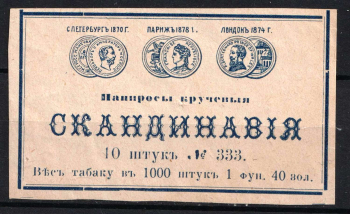 С.ПЕТЕРБУРГЪ 1870 Г. ПАРИЖЪ 1878 г. ЛОНДОНЪ 1874 г.
Папиросы крученыя
СКАНДИНАВІЯ
10 штукъ № 333.
Вѣсъ табаку въ 1000 штукъ 1 фун. 40 зол.